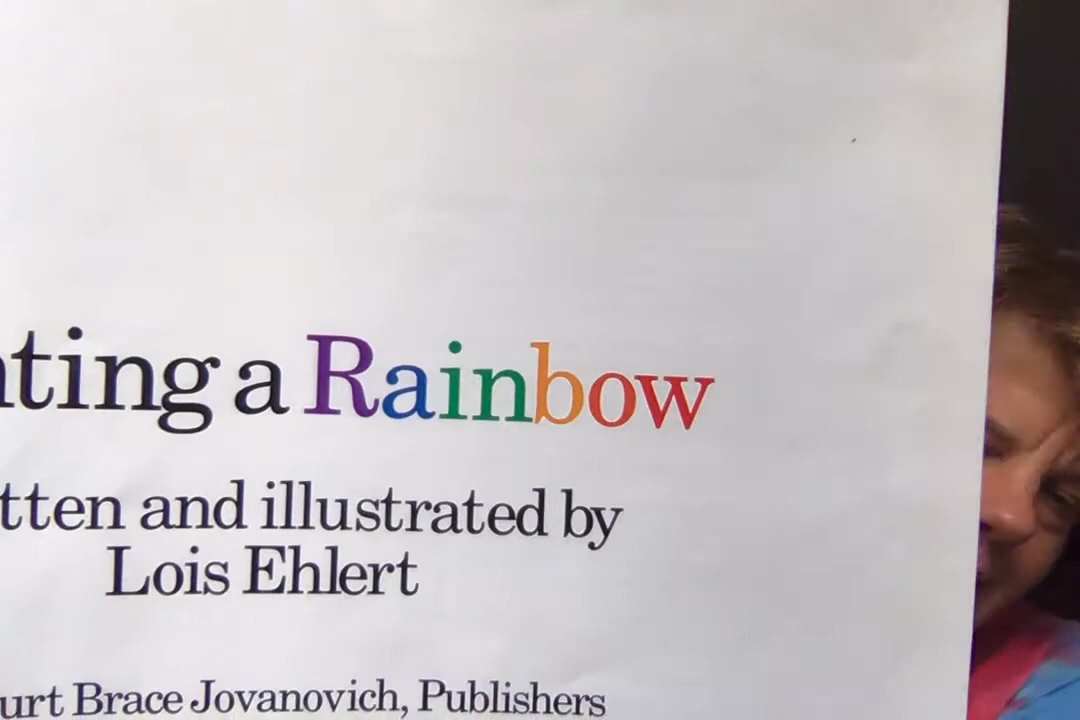 ting a Rainbow
tten and illustrated by
Lois Ehlert
urt Brace Jovanovich, Publishers